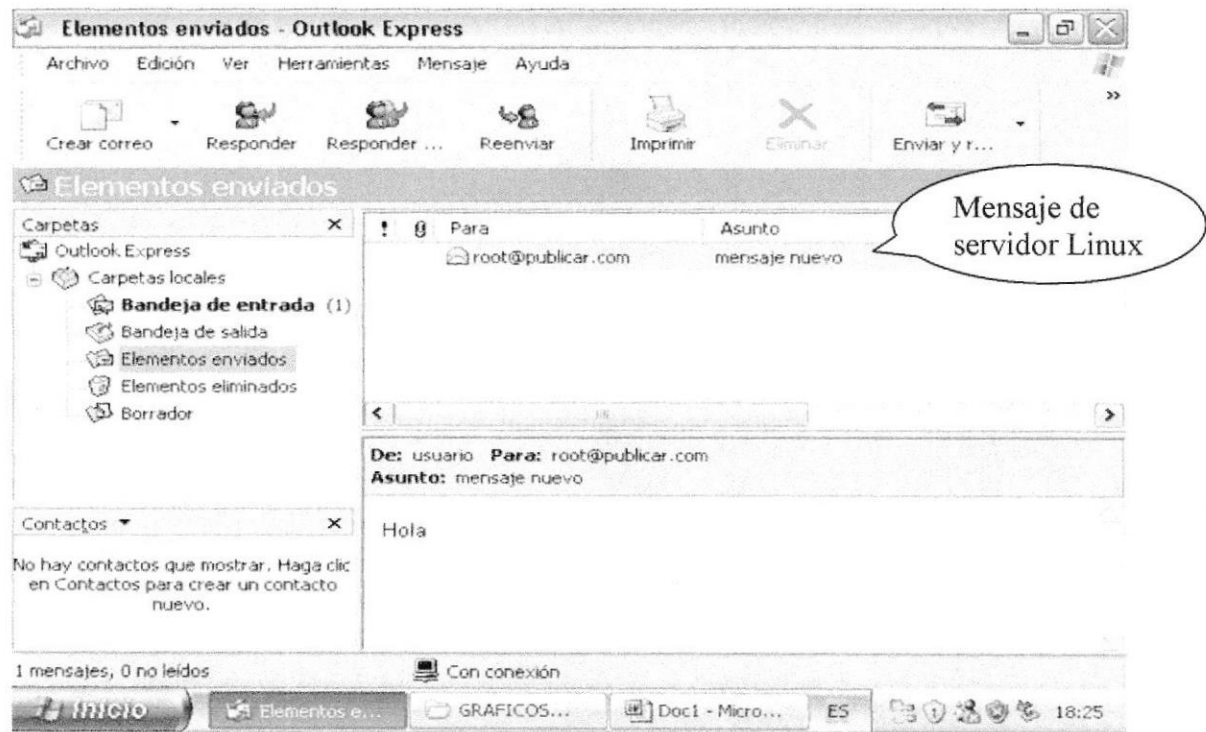 Elementos enviados - Outlook Express
Archivo Edición Ver Herramientas Mensaje Ayuda
»
Crear correo Responder Responder ... Reenviar Imprimir Eliminar Enviar y r...
Elementos enviados
Mensaje de
servidor Linux
Carpetas
Outlook Express
Carpetas locales
Bandeja de entrada (1)
Bandeja de salida
Elementos enviados
Elementos eliminados
Borrador
! Para Asunto
root@publicar.com mensaje nuevo
De: usuario Para: root@publicar.com
Asunto: mensaje nuevo
Hola
Contactos
No hay contactos que mostrar. Haga clic
en Contactos para crear un contacto
nuevo.
1 mensajes, 0 no leídos Con conexión
Inicio Elementos e... GRAFICOS... Doc1 - Micro... ES 18:25